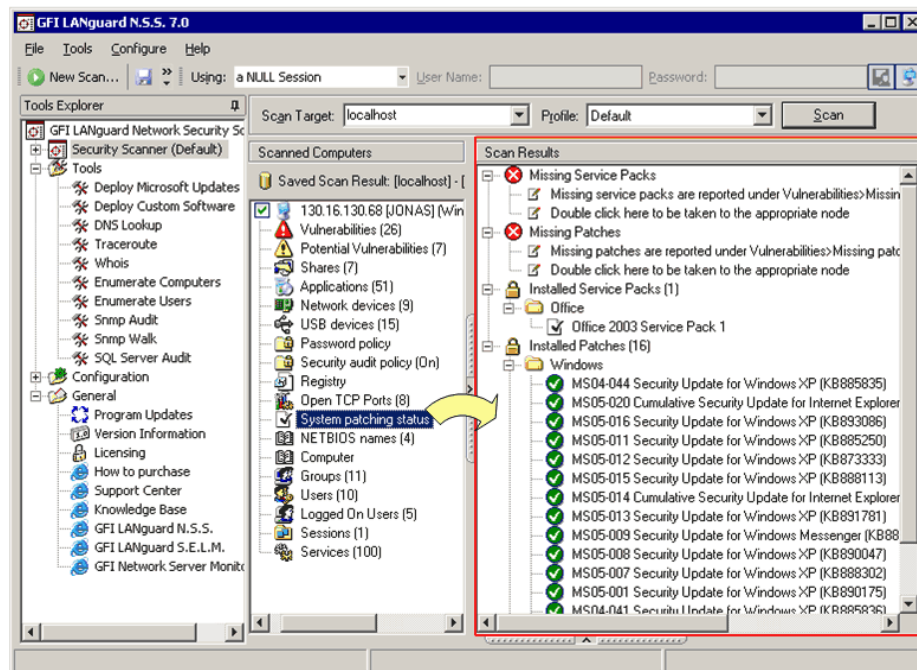 GFI LANguard N.S.S. 7.0
File Tools Configure Help
New Scan... » Using: a NULL Session User Name: Password:
Tools Explorer
GFI LANguard Network Security Sc
Security Scanner (Default)
Tools
Deploy Microsoft Updates
Deploy Custom Software
DNS Lookup
Traceroute
Whois
Enumerate Computers
Enumerate Users
Snmp Audit
Snmp Walk
SQL Server Audit
Configuration
General
Program Updates
Version Information
Licensing
How to purchase
Support Center
Knowledge Base
GFI LANguard N.S.S.
GFI LANguard S.E.L.M.
GFI Network Server Monito
Scan Target: localhost Profile: Default Scan
Scanned Computers
Saved Scan Result: [localhost] - [
130.16.130.68 [JONAS] (Win
Vulnerabilities (26)
Potential Vulnerabilities (7)
Shares (7)
Applications (51)
Network devices (9)
USB devices (15)
Password policy
Security audit policy (On)
Registry
Open TCP Ports (8)
System patching status
NETBIOS names (4)
Computer
Groups (11)
Users (10)
Logged On Users (5)
Sessions (1)
Services (100)
Scan Results
Missing Service Packs
Missing service packs are reported under Vulnerabilities>Missin
Double click here to be taken to the appropriate node
Missing Patches
Missing patches are reported under Vulnerabilities>Missing patc
Double click here to be taken to the appropriate node
Installed Service Packs (1)
Office
Office 2003 Service Pack 1
Installed Patches (16)
Windows
MS04-044 Security Update for Windows XP (KB885835)
MS05-020 Cumulative Security Update for Internet Explorer
MS05-016 Security Update for Windows XP (KB893086)
MS05-011 Security Update for Windows XP (KB885250)
MS05-012 Security Update for Windows XP (KB873333)
MS05-015 Security Update for Windows XP (KB888113)
MS05-014 Cumulative Security Update for Internet Explorer
MS05-013 Security Update for Windows XP (KB891781)
MS05-009 Security Update for Windows Messenger (KB88
MS05-008 Security Update for Windows XP (KB890047)
MS05-007 Security Update for Windows XP (KB888302)
MS05-001 Security Update for Windows XP (KB890175)
MS04-041 Security Update for Windows XP (KB885836)